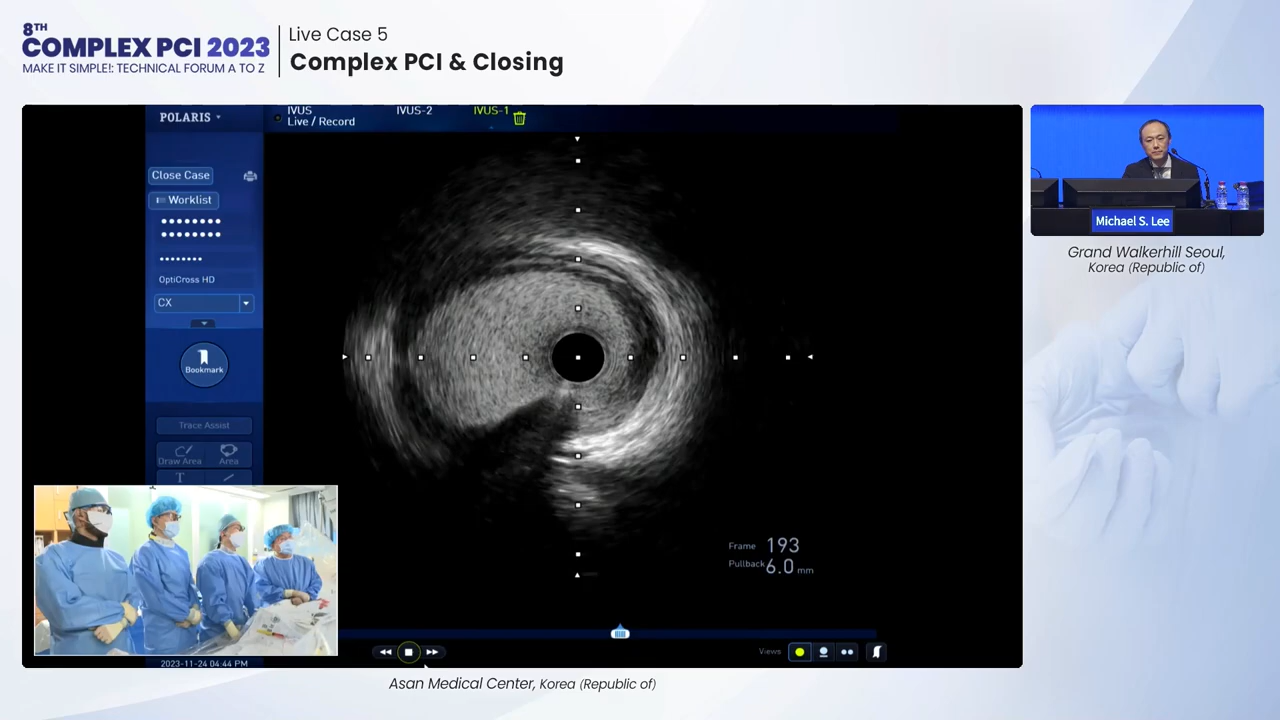 8TH
COMPLEX PCI 2023
MAKE IT SIMPLE!: TECHNICAL FORUM A TO Z
Live Case 5
Complex PCI & Closing
POLARIS
IVUS
Live / Record
IVUS-2
IVUS-1
Close Case
Worklist
OptiCross HD
CX
Bookmark
Trace Assist
Draw Area
Area
T
Frame 193
Pullback 6.0 mm
Views
2023-11-24 04:44 PM
Asan Medical Center, Korea (Republic of)
Michael S. Lee
Grand Walkerhill Seoul,
Korea (Republic of)